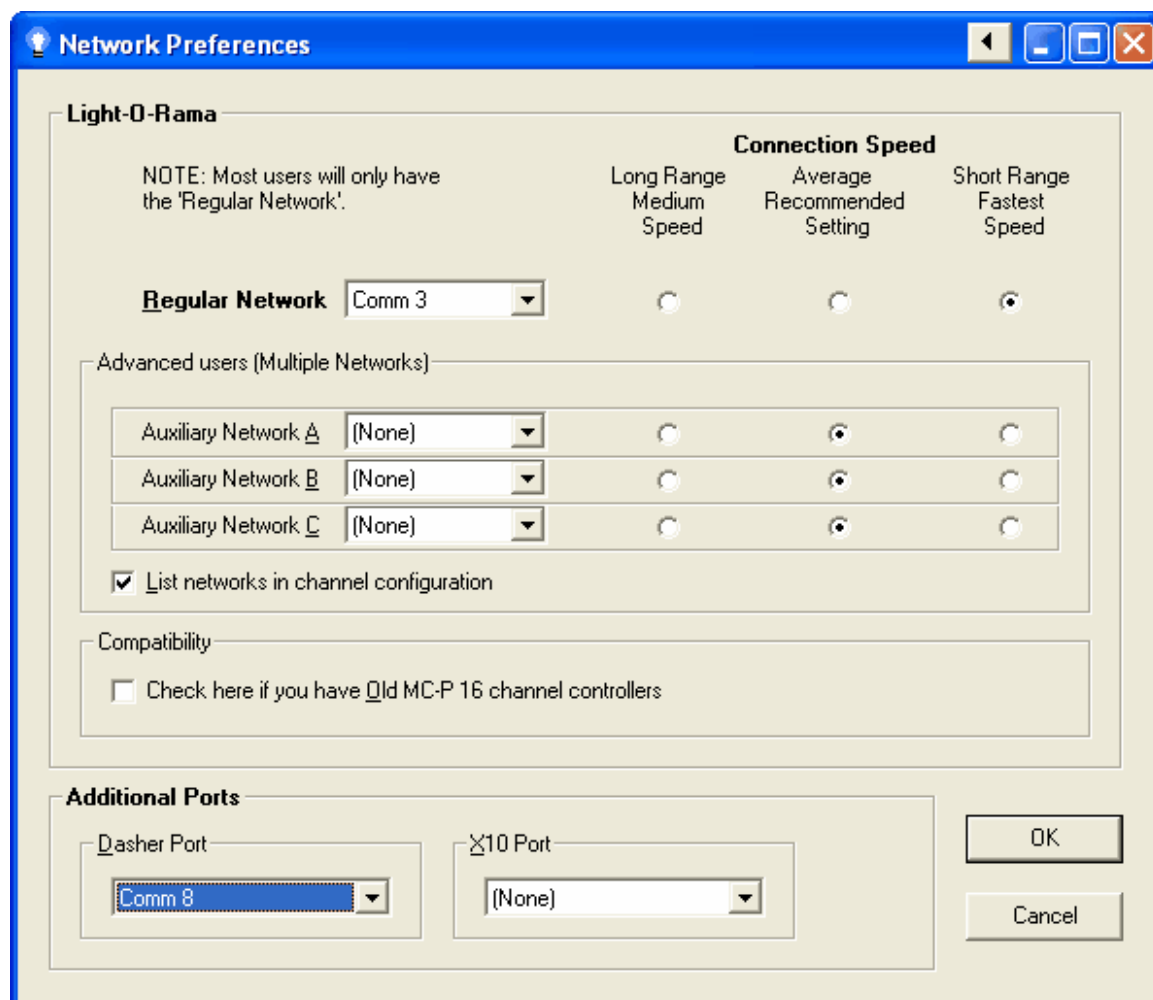 Network Preferences
Light-O-Rama
Connection Speed
NOTE: Most users will only have
the 'Regular Network'.
Long Range
Medium
Speed
Average
Recommended
Setting
Short Range
Fastest
Speed
Regular Network Comm 3
Advanced users (Multiple Networks)
Auxiliary Network A (None)
Auxiliary Network B (None)
Auxiliary Network C (None)
List networks in channel configuration
Compatibility
Check here if you have Old MC-P 16 channel controllers
Additional Ports
Dasher Port
Comm 8
X10 Port
(None)
OK
Cancel